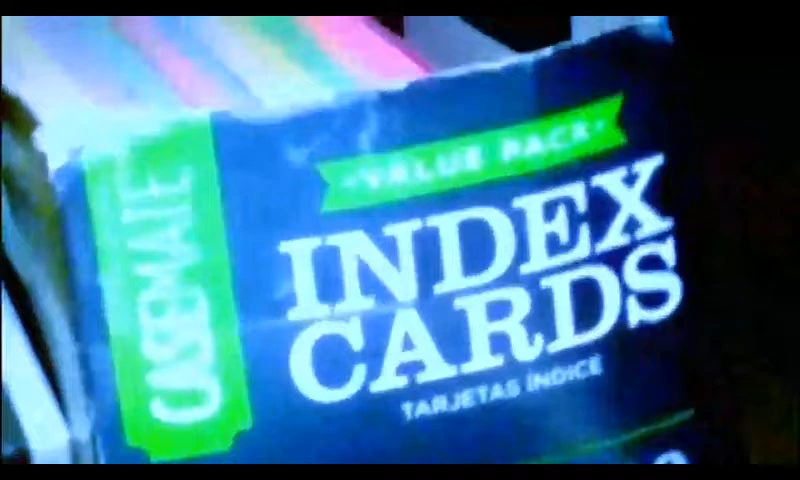 CASEMATE
VALUE PACK
INDEX
CARDS
TARJETAS ÍNDICE